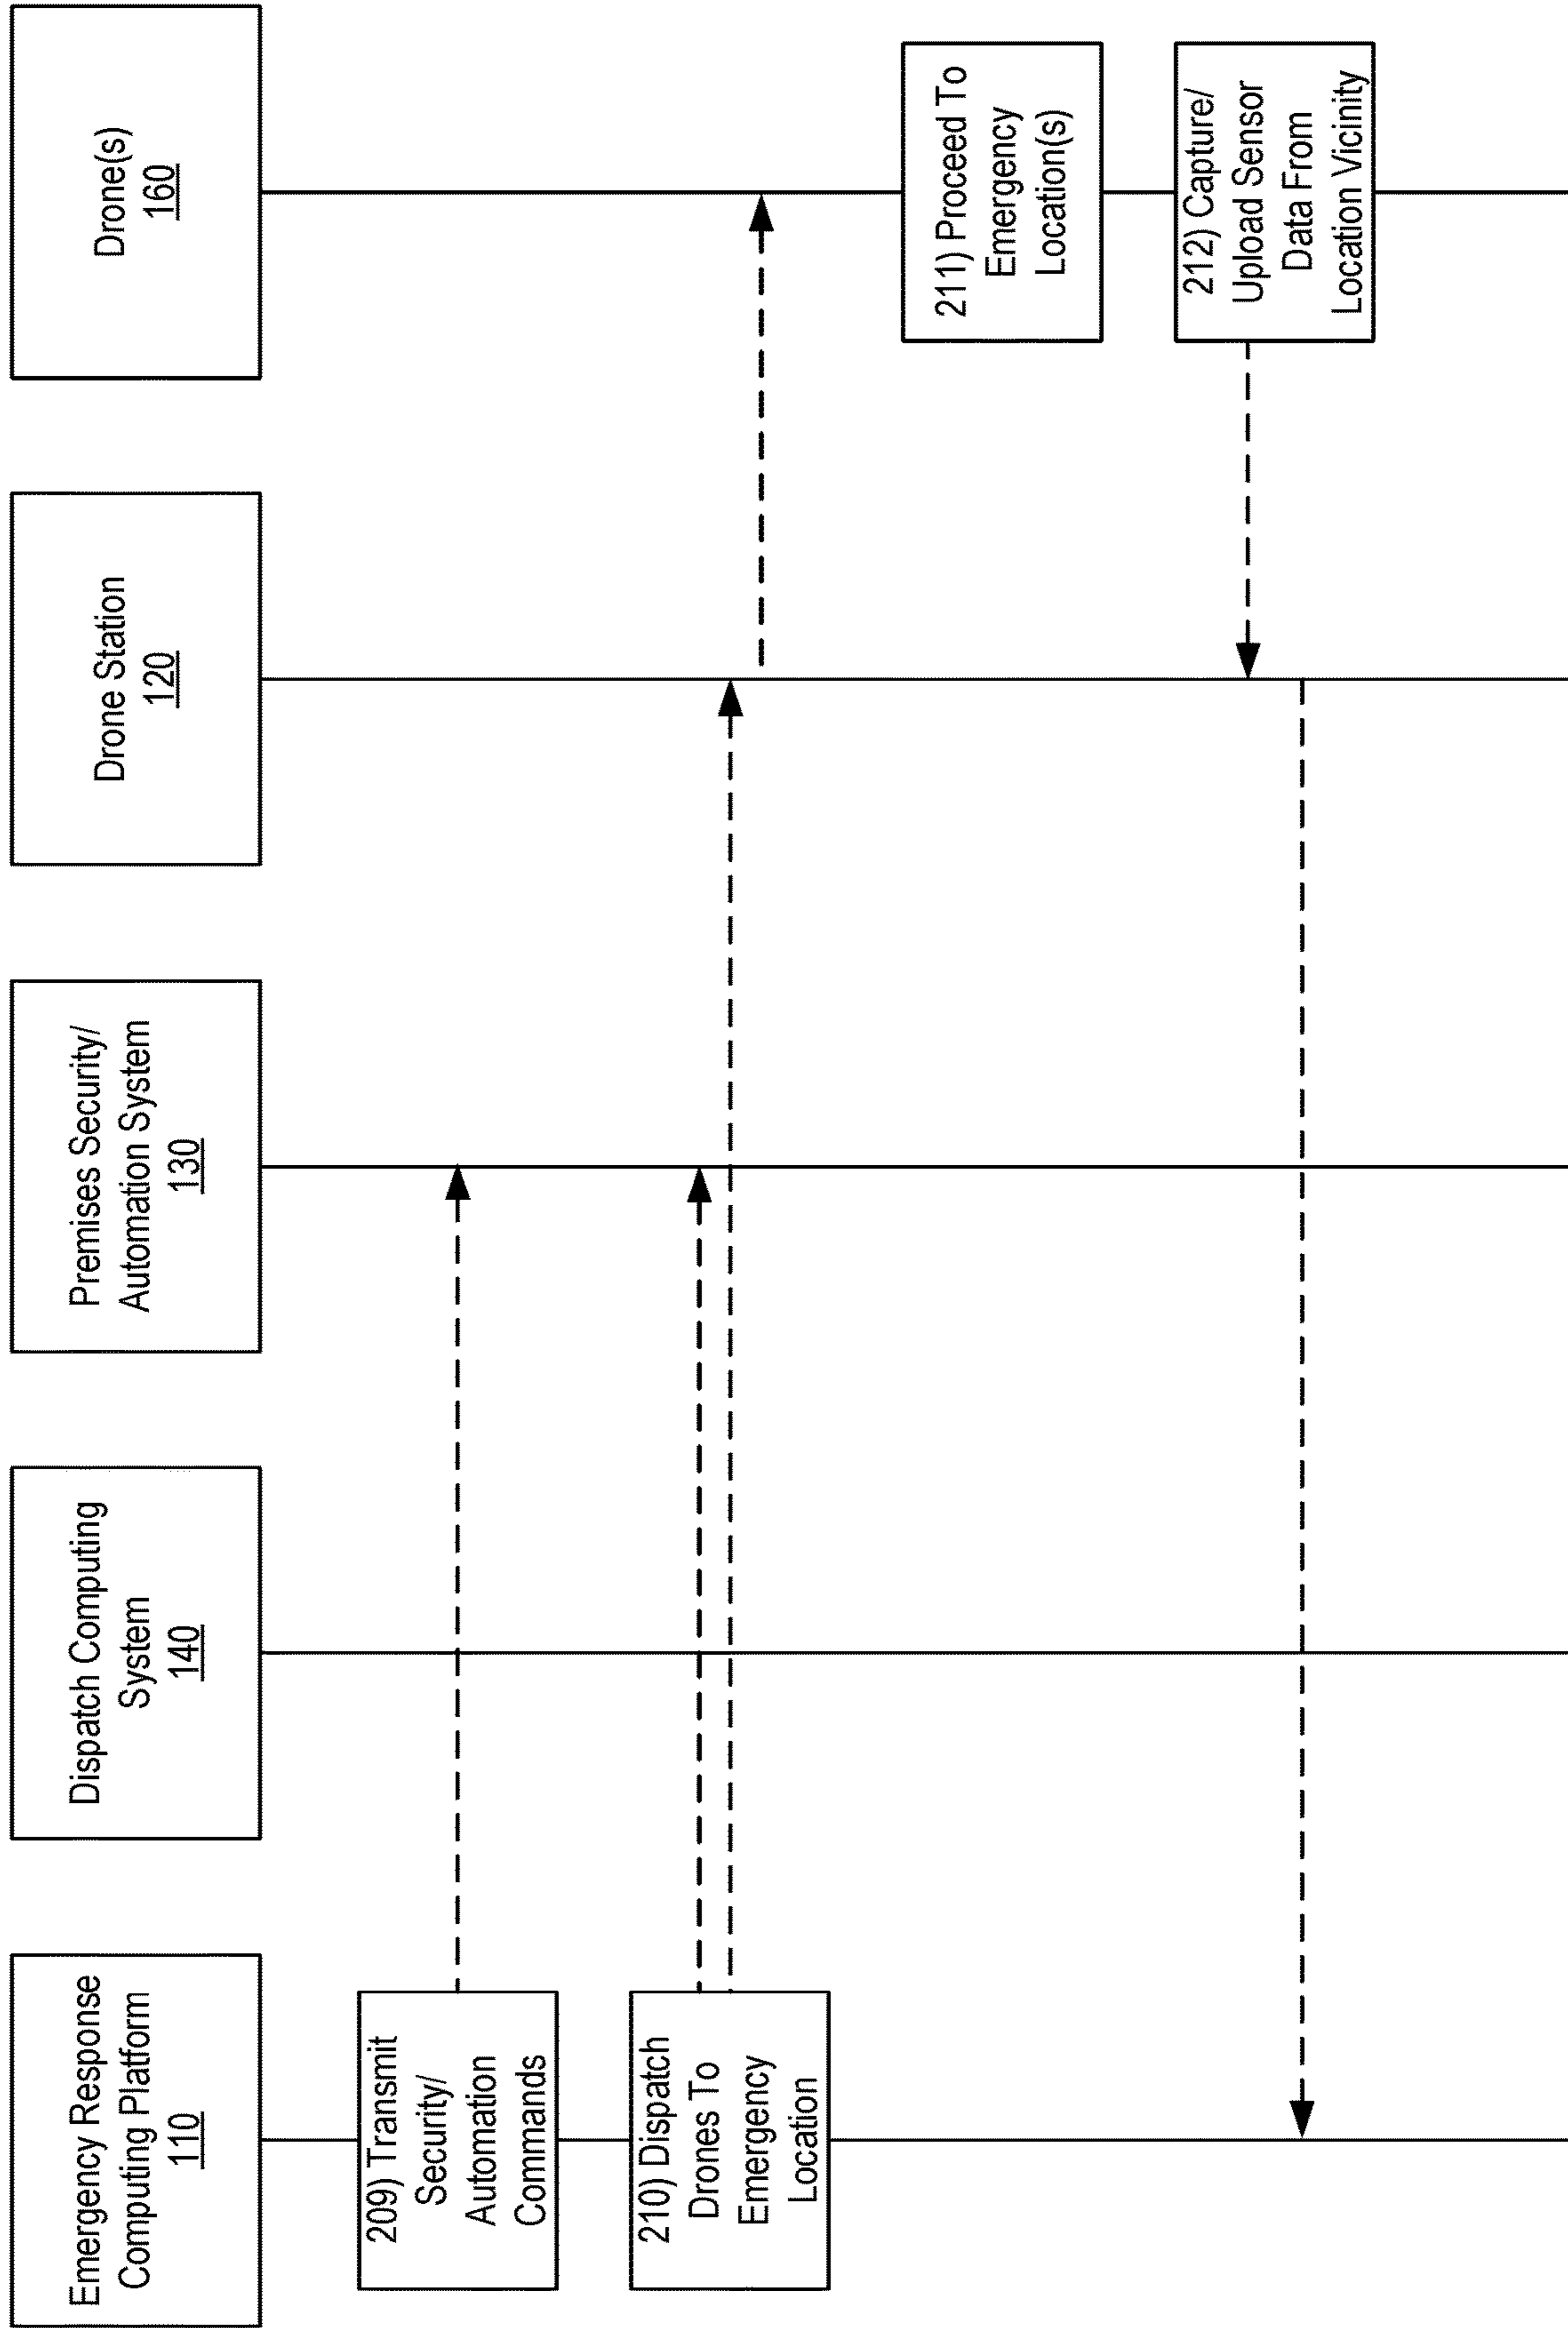 Emergency Response
Computing Platform
110
Dispatch Computing
System
140
Premises Security/
Automation System
130
Drone Station
120
Drone(s)
160
209) Transmit
Security/
Automation
Commands
210) Dispatch
Drones To
Emergency
Location
211) Proceed To
Emergency
Location(s)
212) Capture/
Upload Sensor
Data From
Location Vicinity